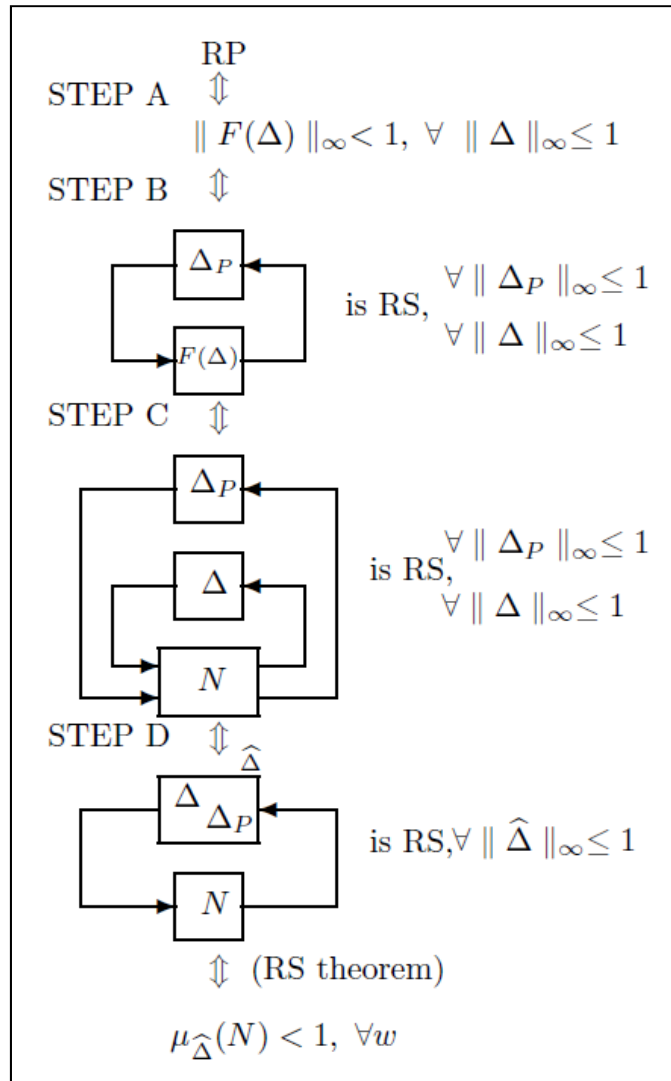 RP
STEP A ⇕
∥ F(Δ) ∥∞< 1, ∀ ∥ Δ ∥∞≤ 1
STEP B ⇕
Δ_P
F(Δ)
is RS, ∀ ∥ Δ_P ∥∞≤ 1
∀ ∥ Δ ∥∞≤ 1
STEP C ⇕
Δ_P
Δ
N
is RS, ∀ ∥ Δ_P ∥∞≤ 1
∀ ∥ Δ ∥∞≤ 1
STEP D ⇕
Δ̂
Δ
Δ_P
N
is RS,∀ ∥ Δ̂ ∥∞≤ 1
⇕ (RS theorem)
μ_Δ̂(N) < 1, ∀w